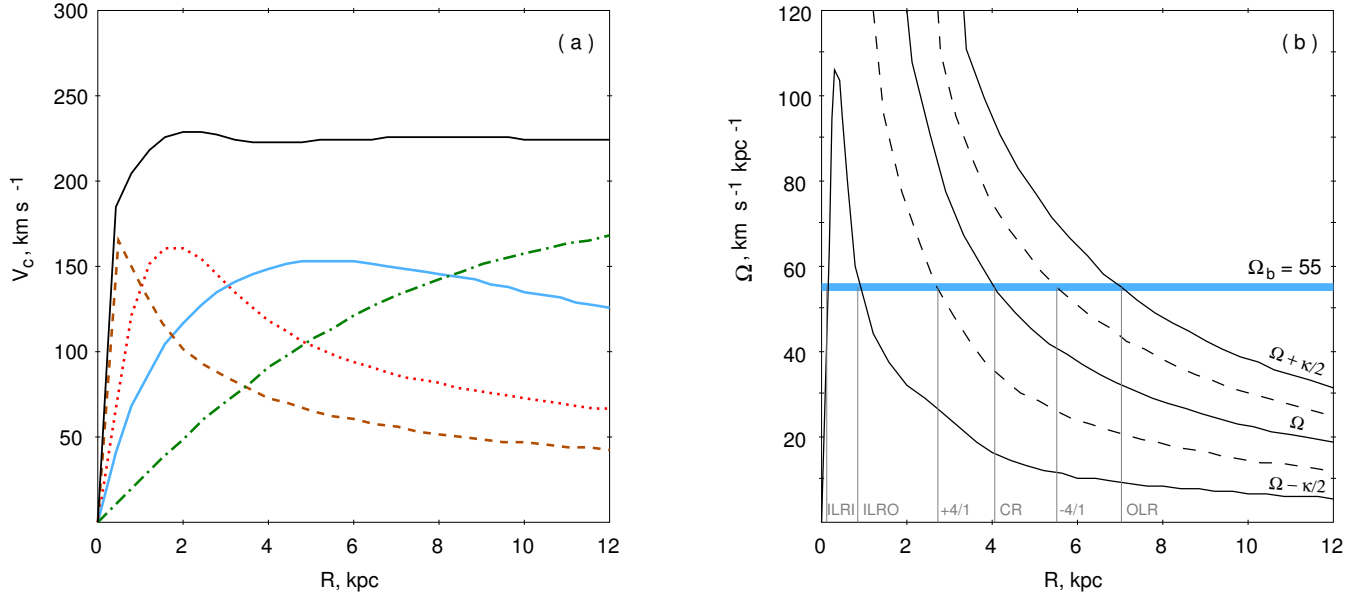 ( a )
300
250
200
150
100
50
V_c, km s^-1
0 2 4 6 8 10 12
R, kpc
( b )
120
100
80
60
40
20
Ω, km s^-1 kpc^-1
Ω_b = 55
Ω + κ/2
Ω
Ω − κ/2
ILRI ILRO +4/1 CR -4/1 OLR
0 2 4 6 8 10 12
R, kpc